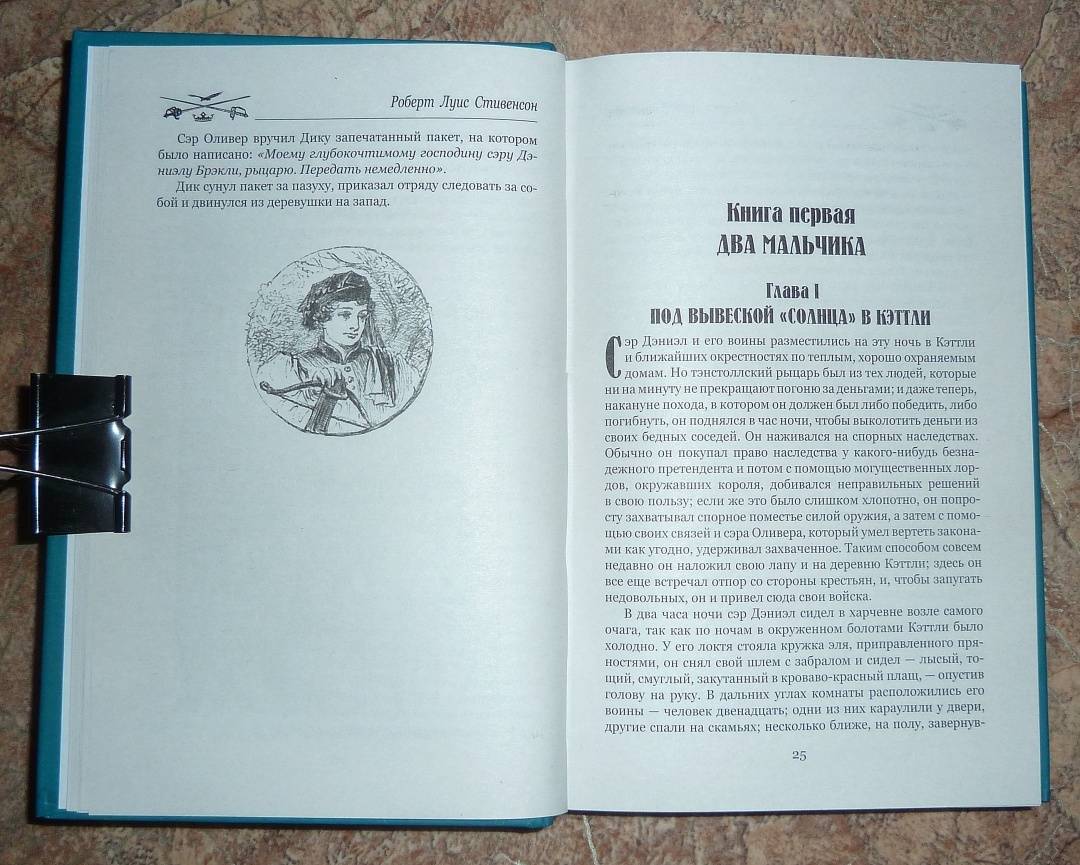 Роберт Луис Стивенсон
Сэр Оливер вручил Дику запечатанный пакет, на котором
было написано: «Моему глубокочтимому господину сэру Дэ-
ниэлу Брэкли, рыцарю. Передать немедленно».
Дик сунул пакет за пазуху, приказал отряду следовать за со-
бой и двинулся из деревушки на запад.
Книга первая
ДВА МАЛЬЧИКА
Глава I
ПОД ВЫВЕСКОЙ «СОЛНЦА» В КЭТТЛИ
Сэр Дэниэл и его воины разместились на эту ночь в Кэттли
и ближайших окрестностях по теплым, хорошо охраняемым
домам. Но тэнстоллский рыцарь был из тех людей, которые
ни на минуту не прекращают погоню за деньгами; и даже теперь,
накануне похода, в котором он должен был либо победить, либо
погибнуть, он поднялся в час ночи, чтобы выколотить деньги из
своих бедных соседей. Он наживался на спорных наследствах.
Обычно он покупал право наследства у какого-нибудь безна-
дежного претендента и потом с помощью могущественных лор-
дов, окружавших короля, добивался неправильных решений
в свою пользу; если же это было слишком хлопотно, он попро-
сту захватывал спорное поместье силой оружия, а затем с помо-
щью своих связей и сэра Оливера, который умел вертеть закона-
ми как угодно, удерживал захваченное. Таким способом совсем
недавно он наложил свою лапу и на деревню Кэттли; здесь он
все еще встречал отпор со стороны крестьян, и, чтобы запугать
недовольных, он и привел сюда свои войска.
В два часа ночи сэр Дэниэл сидел в харчевне возле самого
очага, так как по ночам в окруженном болотами Кэттли было
холодно. У его локтя стояла кружка эля, приправленного пря-
ностями, он снял свой шлем с забралом и сидел — лысый, то-
щий, смуглый, закутанный в кроваво-красный плащ, — опустив
голову на руку. В дальних углах комнаты расположились его
воины — человек двенадцать; одни из них караулили у двери,
другие спали на скамьях; несколько ближе, на полу, завернув-
25